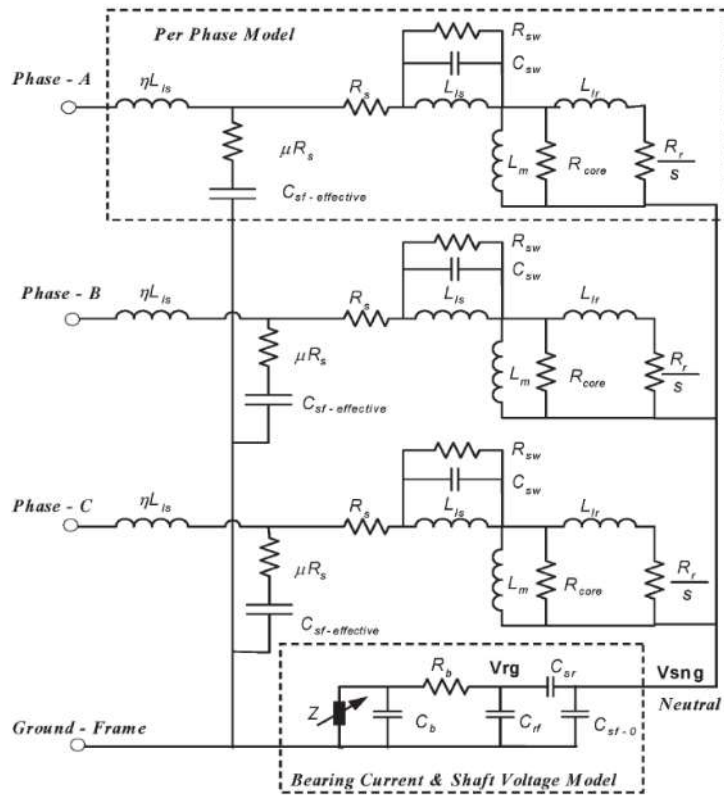 Per Phase Model
R_sw
C_sw
Phase - A
ηL_ls
R_s
L_ls
L_lr
μR_s
L_m
R_core
R_r/s
C_sf-effective
R_sw
C_sw
Phase - B
ηL_ls
R_s
L_ls
L_lr
μR_s
L_m
R_core
R_r/s
C_sf-effective
R_sw
C_sw
Phase - C
ηL_ls
R_s
L_ls
L_lr
μR_s
L_m
R_core
R_r/s
C_sf-effective
R_b
Vrg
C_sr
Vsng
Neutral
Z
C_b
C_rf
C_sf-0
Ground - Frame
Bearing Current & Shaft Voltage Model